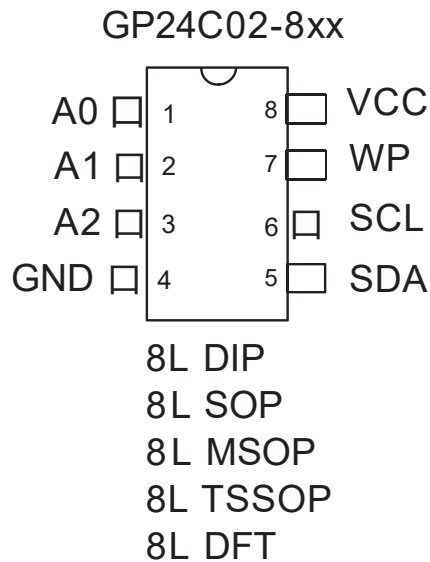 GP24C02-8xx
A0 1 8 VCC
A1 2 7 WP
A2 3 6 SCL
GND 4 5 SDA
8L DIP
8L SOP
8L MSOP
8L TSSOP
8L DFT